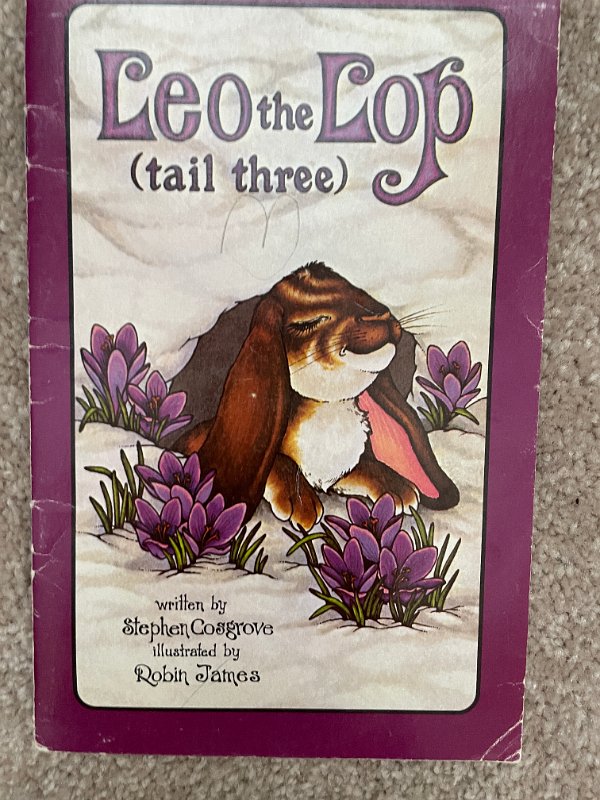 Leo the Lop
(tail three)
written by
Stephen Cosgrove
illustrated by
Robin James